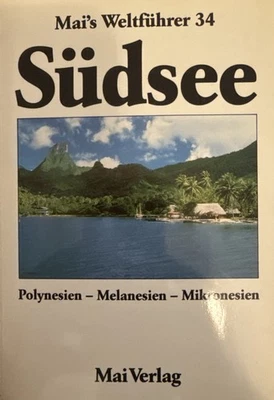 Mai's Weltführer 34
Südsee
Polynesien – Melanesien – Mikronesien
Mai Verlag